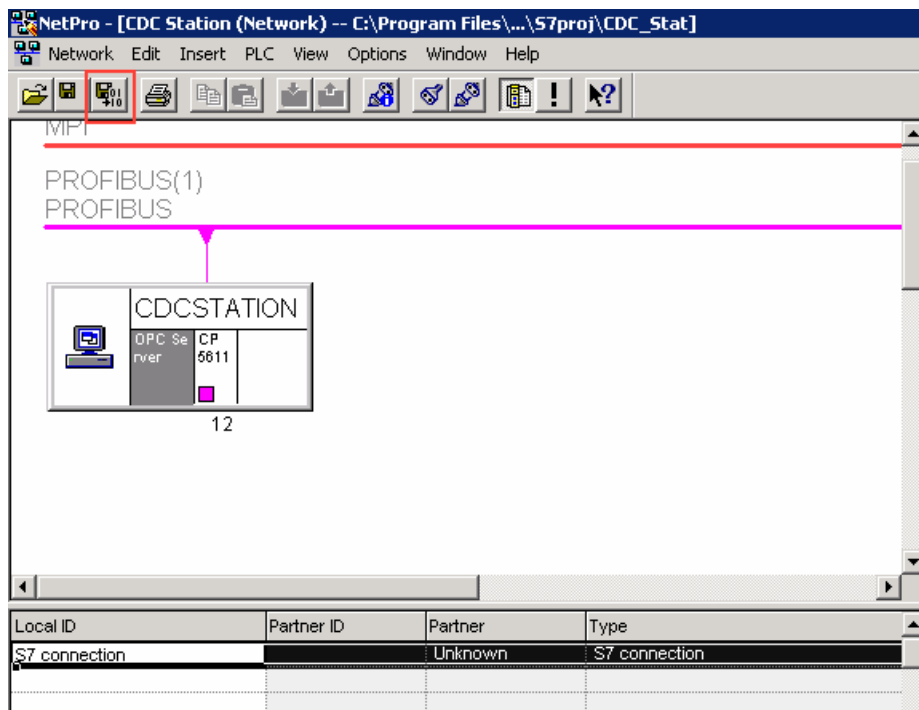 NetPro - [CDC Station (Network) -- C:\Program Files\...\S7proj\CDC_Stat]
Network Edit Insert PLC View Options Window Help
MPI
PROFIBUS(1)
PROFIBUS
CDCSTATION
OPC Se
rver
CP
5611
12
Local ID Partner ID Partner Type
S7 connection Unknown S7 connection